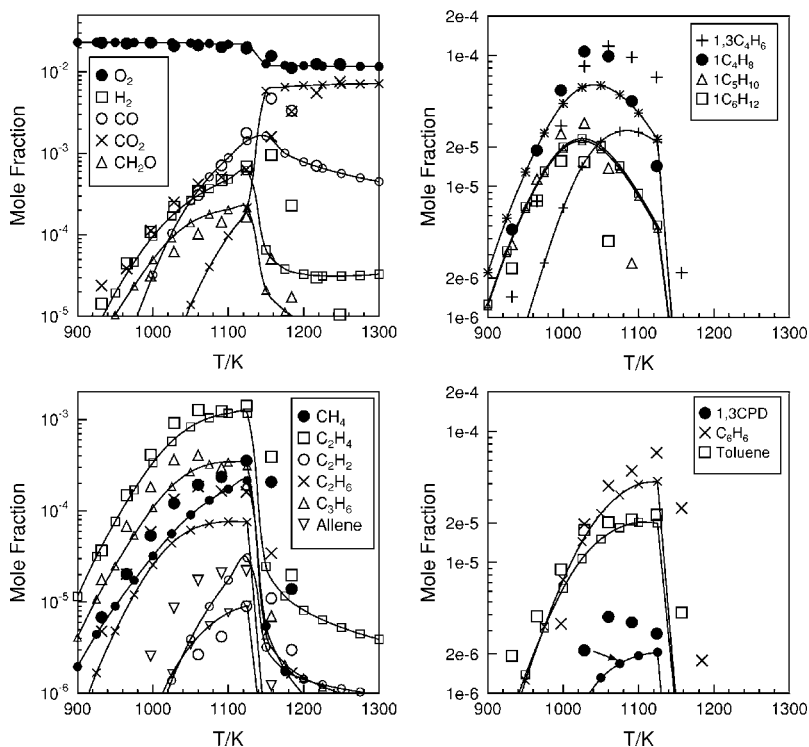 Mole Fraction
10⁻¹
10⁻²
10⁻³
10⁻⁴
10⁻⁵
O₂
H₂
CO
CO₂
CH₂O
900 1000 1100 1200 1300
T/K
Mole Fraction
1e-4
2e-5
1e-5
2e-6
1e-6
1,3C₄H₆
1C₄H₈
1C₅H₁₀
1C₆H₁₂
900 1000 1100 1200 1300
T/K
Mole Fraction
10⁻³
10⁻⁴
10⁻⁵
10⁻⁶
CH₄
C₂H₄
C₂H₂
C₂H₆
C₃H₆
Allene
900 1000 1100 1200 1300
T/K
Mole Fraction
2e-4
1e-4
2e-5
1e-5
2e-6
1e-6
1,3CPD
C₆H₆
Toluene
900 1000 1100 1200 1300
T/K